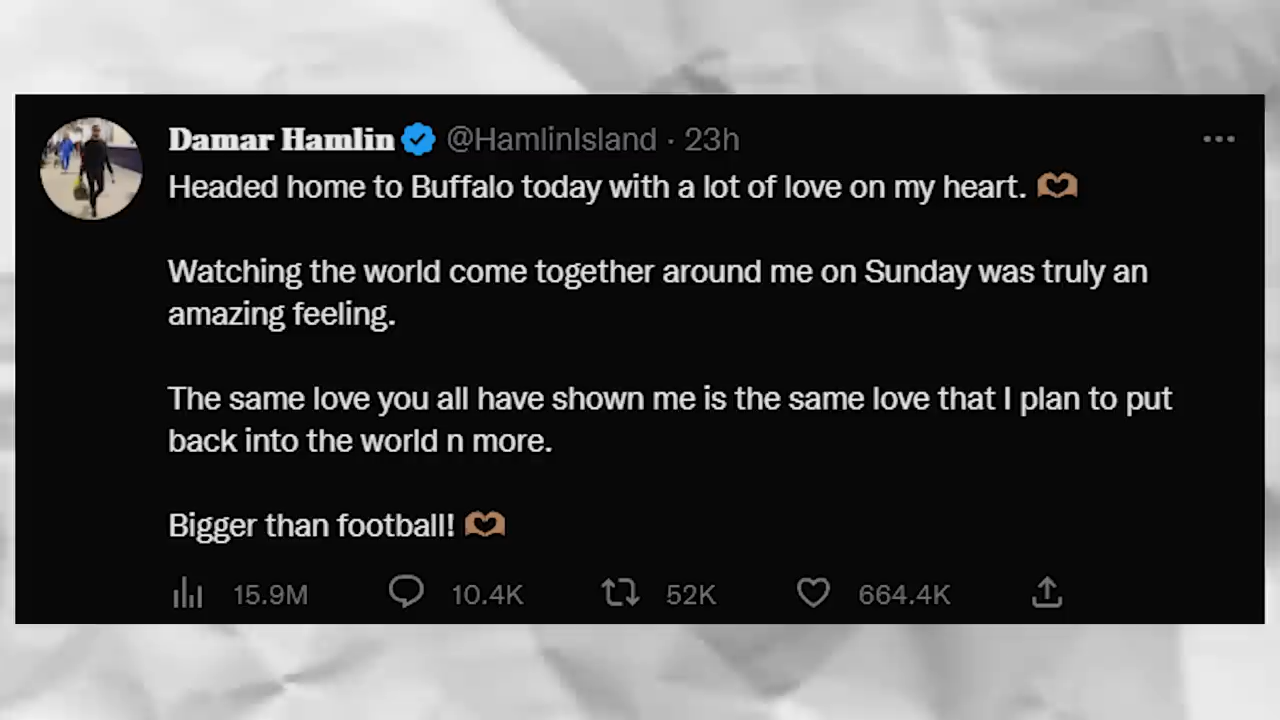 Damar Hamlin @HamlinIsland · 23h
Headed home to Buffalo today with a lot of love on my heart. 🫶🏾
Watching the world come together around me on Sunday was truly an
amazing feeling.
The same love you all have shown me is the same love that I plan to put
back into the world n more.
Bigger than football! 🫶🏾
15.9M 10.4K 52K 664.4K